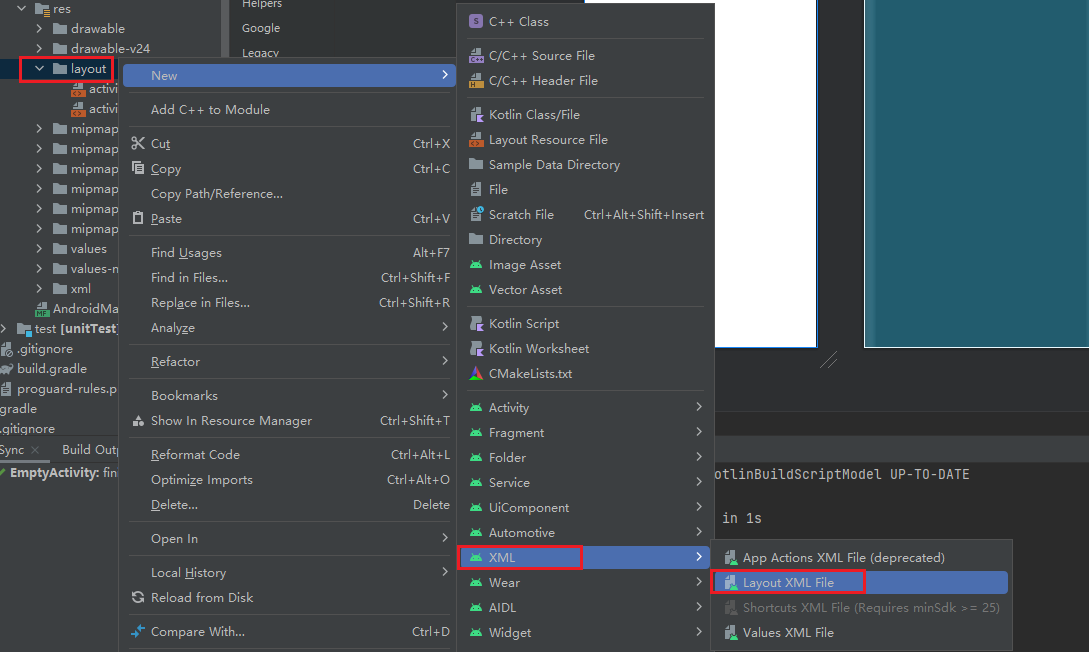 res
drawable
drawable-v24
layout
activi
activi
mipmap
mipmap
mipmap
mipmap
mipmap
mipmap
values
values-n
xml
AndroidMa
test [unitTest]
.gitignore
build.gradle
proguard-rules.p
gradle
.gitignore
Sync
Build Outp
EmptyActivity: fin
Helpers
Google
Legacy
New
Add C++ to Module
Cut Ctrl+X
Copy Ctrl+C
Copy Path/Reference...
Paste Ctrl+V
Find Usages Alt+F7
Find in Files... Ctrl+Shift+F
Replace in Files... Ctrl+Shift+R
Analyze
Refactor
Bookmarks
Show In Resource Manager Ctrl+Shift+T
Reformat Code Ctrl+Alt+L
Optimize Imports Ctrl+Alt+O
Delete... Delete
Open In
Local History
Reload from Disk
Compare With... Ctrl+D
C++ Class
C/C++ Source File
C/C++ Header File
Kotlin Class/File
Layout Resource File
Sample Data Directory
File
Scratch File Ctrl+Alt+Shift+Insert
Directory
Image Asset
Vector Asset
Kotlin Script
Kotlin Worksheet
CMakeLists.txt
Activity
Fragment
Folder
Service
UiComponent
Automotive
XML
Wear
AIDL
Widget
otlinBuildScriptModel UP-TO-DATE
in 1s
App Actions XML File (deprecated)
Layout XML File
Shortcuts XML File (Requires minSdk >= 25)
Values XML File